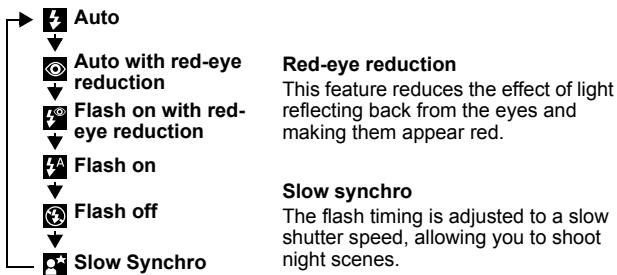 Auto
Auto with red-eye
reduction
Flash on with red-
eye reduction
Flash on
Flash off
Slow Synchro
Red-eye reduction
This feature reduces the effect of light
reflecting back from the eyes and
making them appear red.
Slow synchro
The flash timing is adjusted to a slow
shutter speed, allowing you to shoot
night scenes.